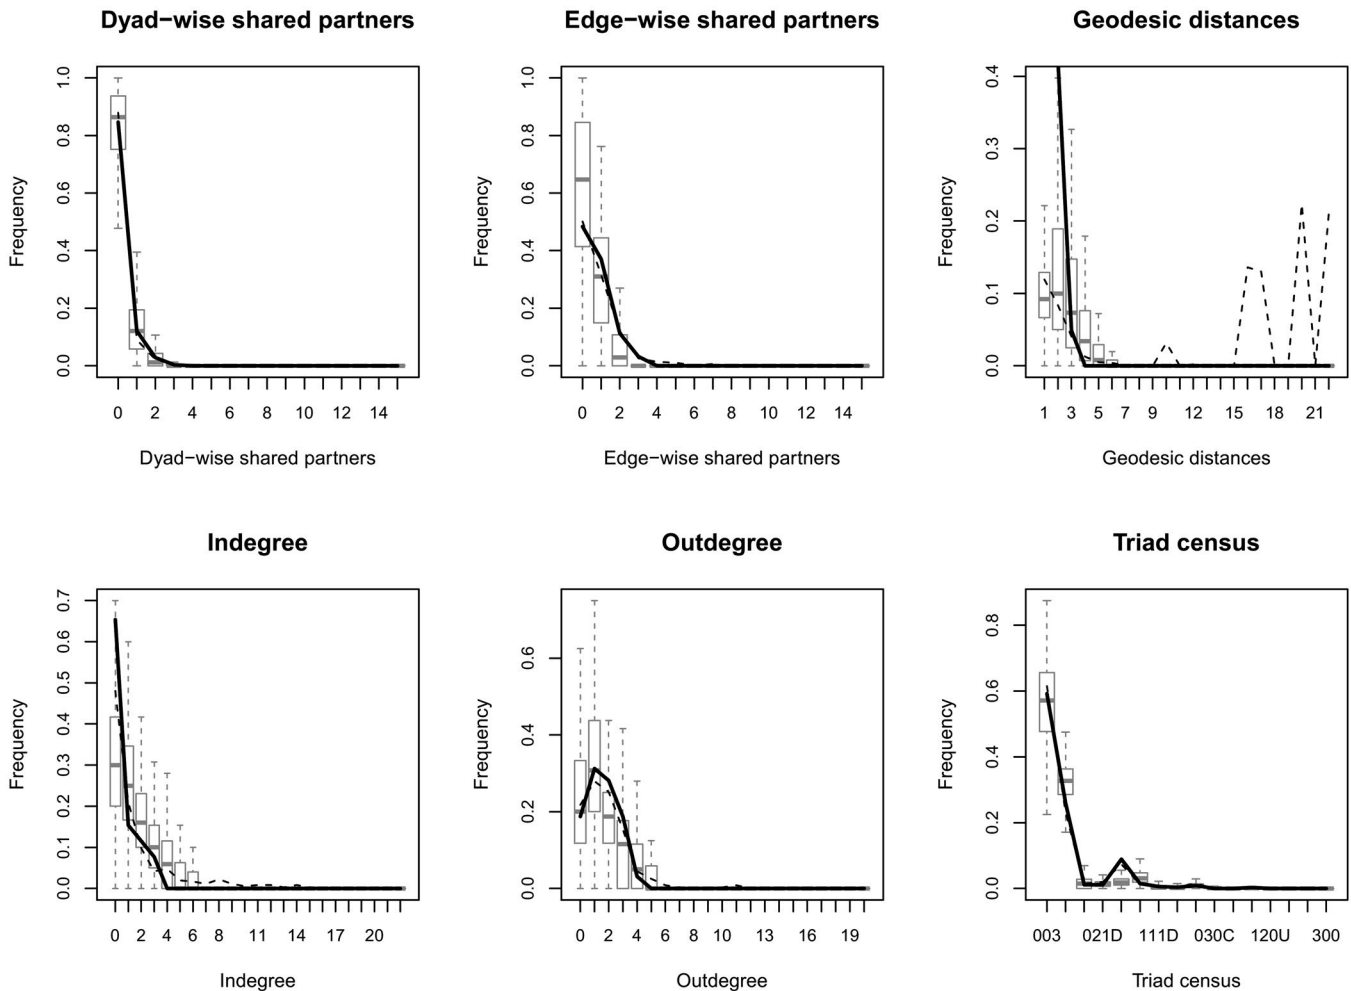 Dyad−wise shared partners
Frequency
0.0 0.2 0.4 0.6 0.8 1.0
0 2 4 6 8 10 12 14
Dyad−wise shared partners
Edge−wise shared partners
Frequency
0.0 0.2 0.4 0.6 0.8 1.0
0 2 4 6 8 10 12 14
Edge−wise shared partners
Geodesic distances
Frequency
0.0 0.1 0.2 0.3 0.4
1 3 5 7 9 12 15 18 21
Geodesic distances
Indegree
Frequency
0.0 0.1 0.2 0.3 0.4 0.5 0.6 0.7
0 2 4 6 8 11 14 17 20
Indegree
Outdegree
Frequency
0.0 0.2 0.4 0.6
0 2 4 6 8 10 13 16 19
Outdegree
Triad census
Frequency
0.0 0.2 0.4 0.6 0.8
003 021D 111D 030C 120U 300
Triad census